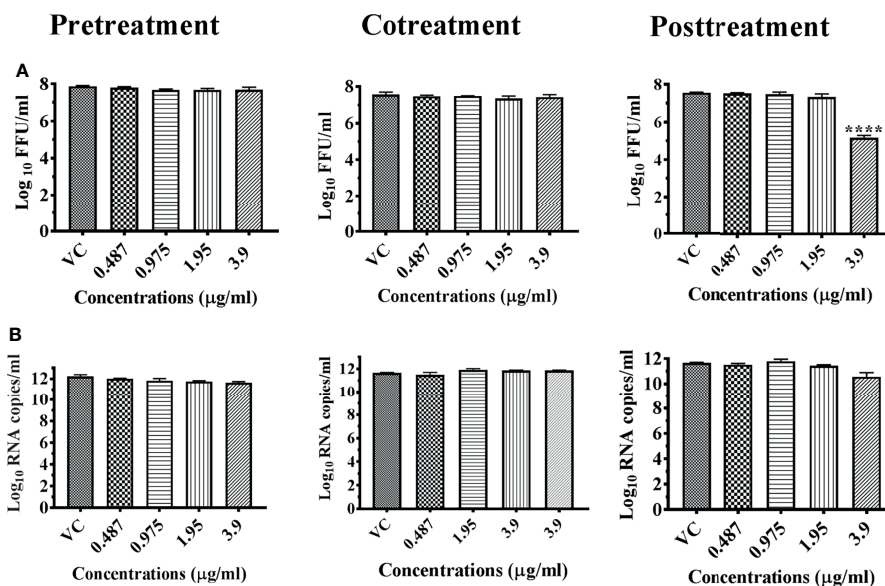 Pretreatment Cotreatment Posttreatment
A
Log 10 FFU/ml
8
6
4
2
0
VC 0.487 0.975 1.95 3.9
Concentrations (µg/ml)
Log10 FFU/ml
8
6
4
2
0
VC 0.487 0.975 1.95 3.9
Concentrations (µg/ml)
Log10 FFU/ml
8
6
4
2
0
****
VC 0.487 0.975 1.95 3.9
Concentrations (µg/ml)
B
Log10 RNA copies/ml
12
10
8
6
4
2
0
VC 0.487 0.975 1.95 3.9
Concentrations (µg/ml)
Log10 RNA copies/ml
12
10
8
6
4
2
0
VC 0.487 1.95 3.9 3.9
Concentrations (µg/ml)
Log10 RNA copies/ml
12
10
8
6
4
2
0
VC 0.487 0.975 1.95 3.9
Concentrations (µg/ml)